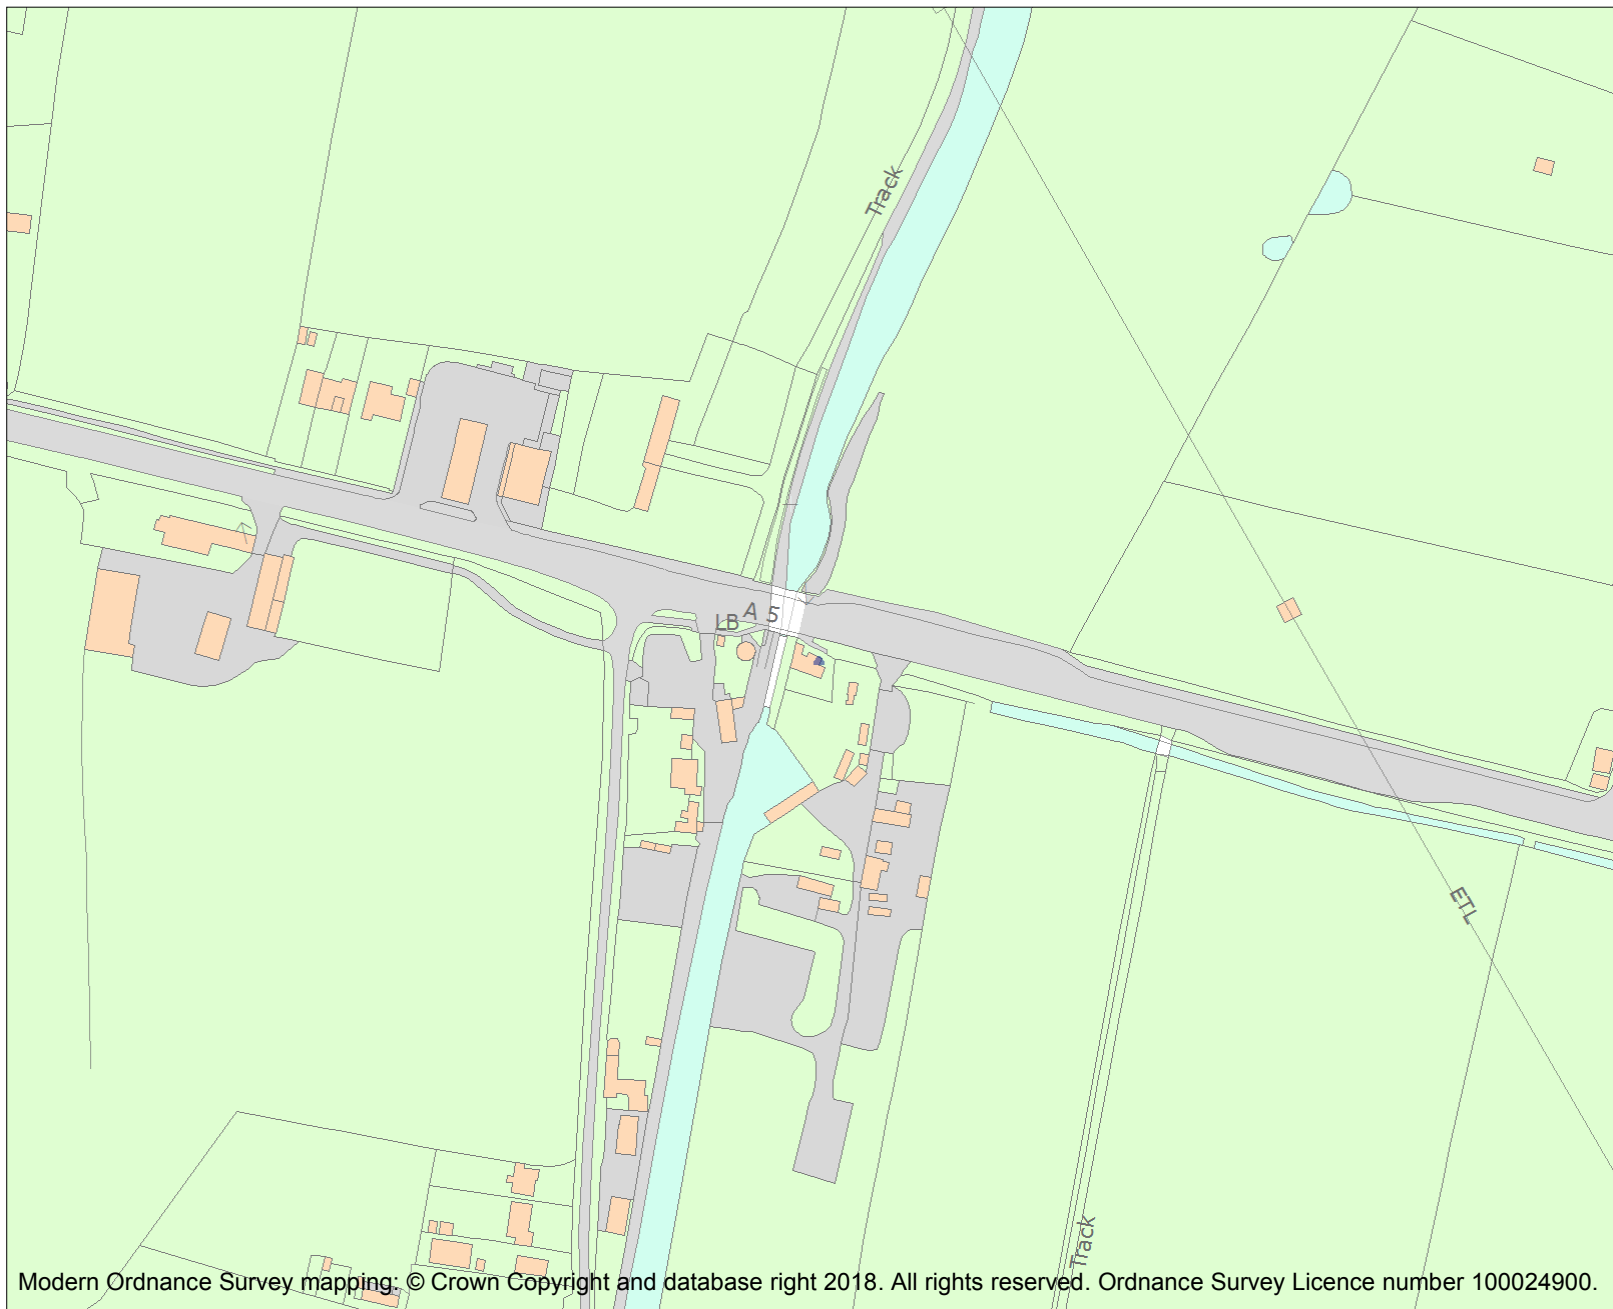 Track
A 5
LB
ETL
Track
Modern Ordnance Survey mapping: © Crown Copyright and database right 2018. All rights reserved. Ordnance Survey Licence number 100024900.